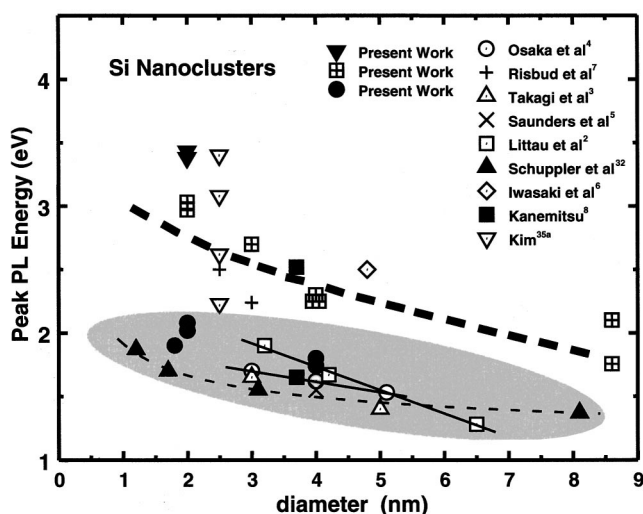 Si Nanoclusters
Present Work
Present Work
Present Work
Osaka et al⁴
Risbud et al⁷
Takagi et al³
Saunders et al⁵
Littau et al²
Schuppler et al³²
Iwasaki et al⁶
Kanemitsu⁸
Kim³⁵ᵃ
Peak PL Energy (eV)
4
3
2
1
0 1 2 3 4 5 6 7 8 9
diameter (nm)